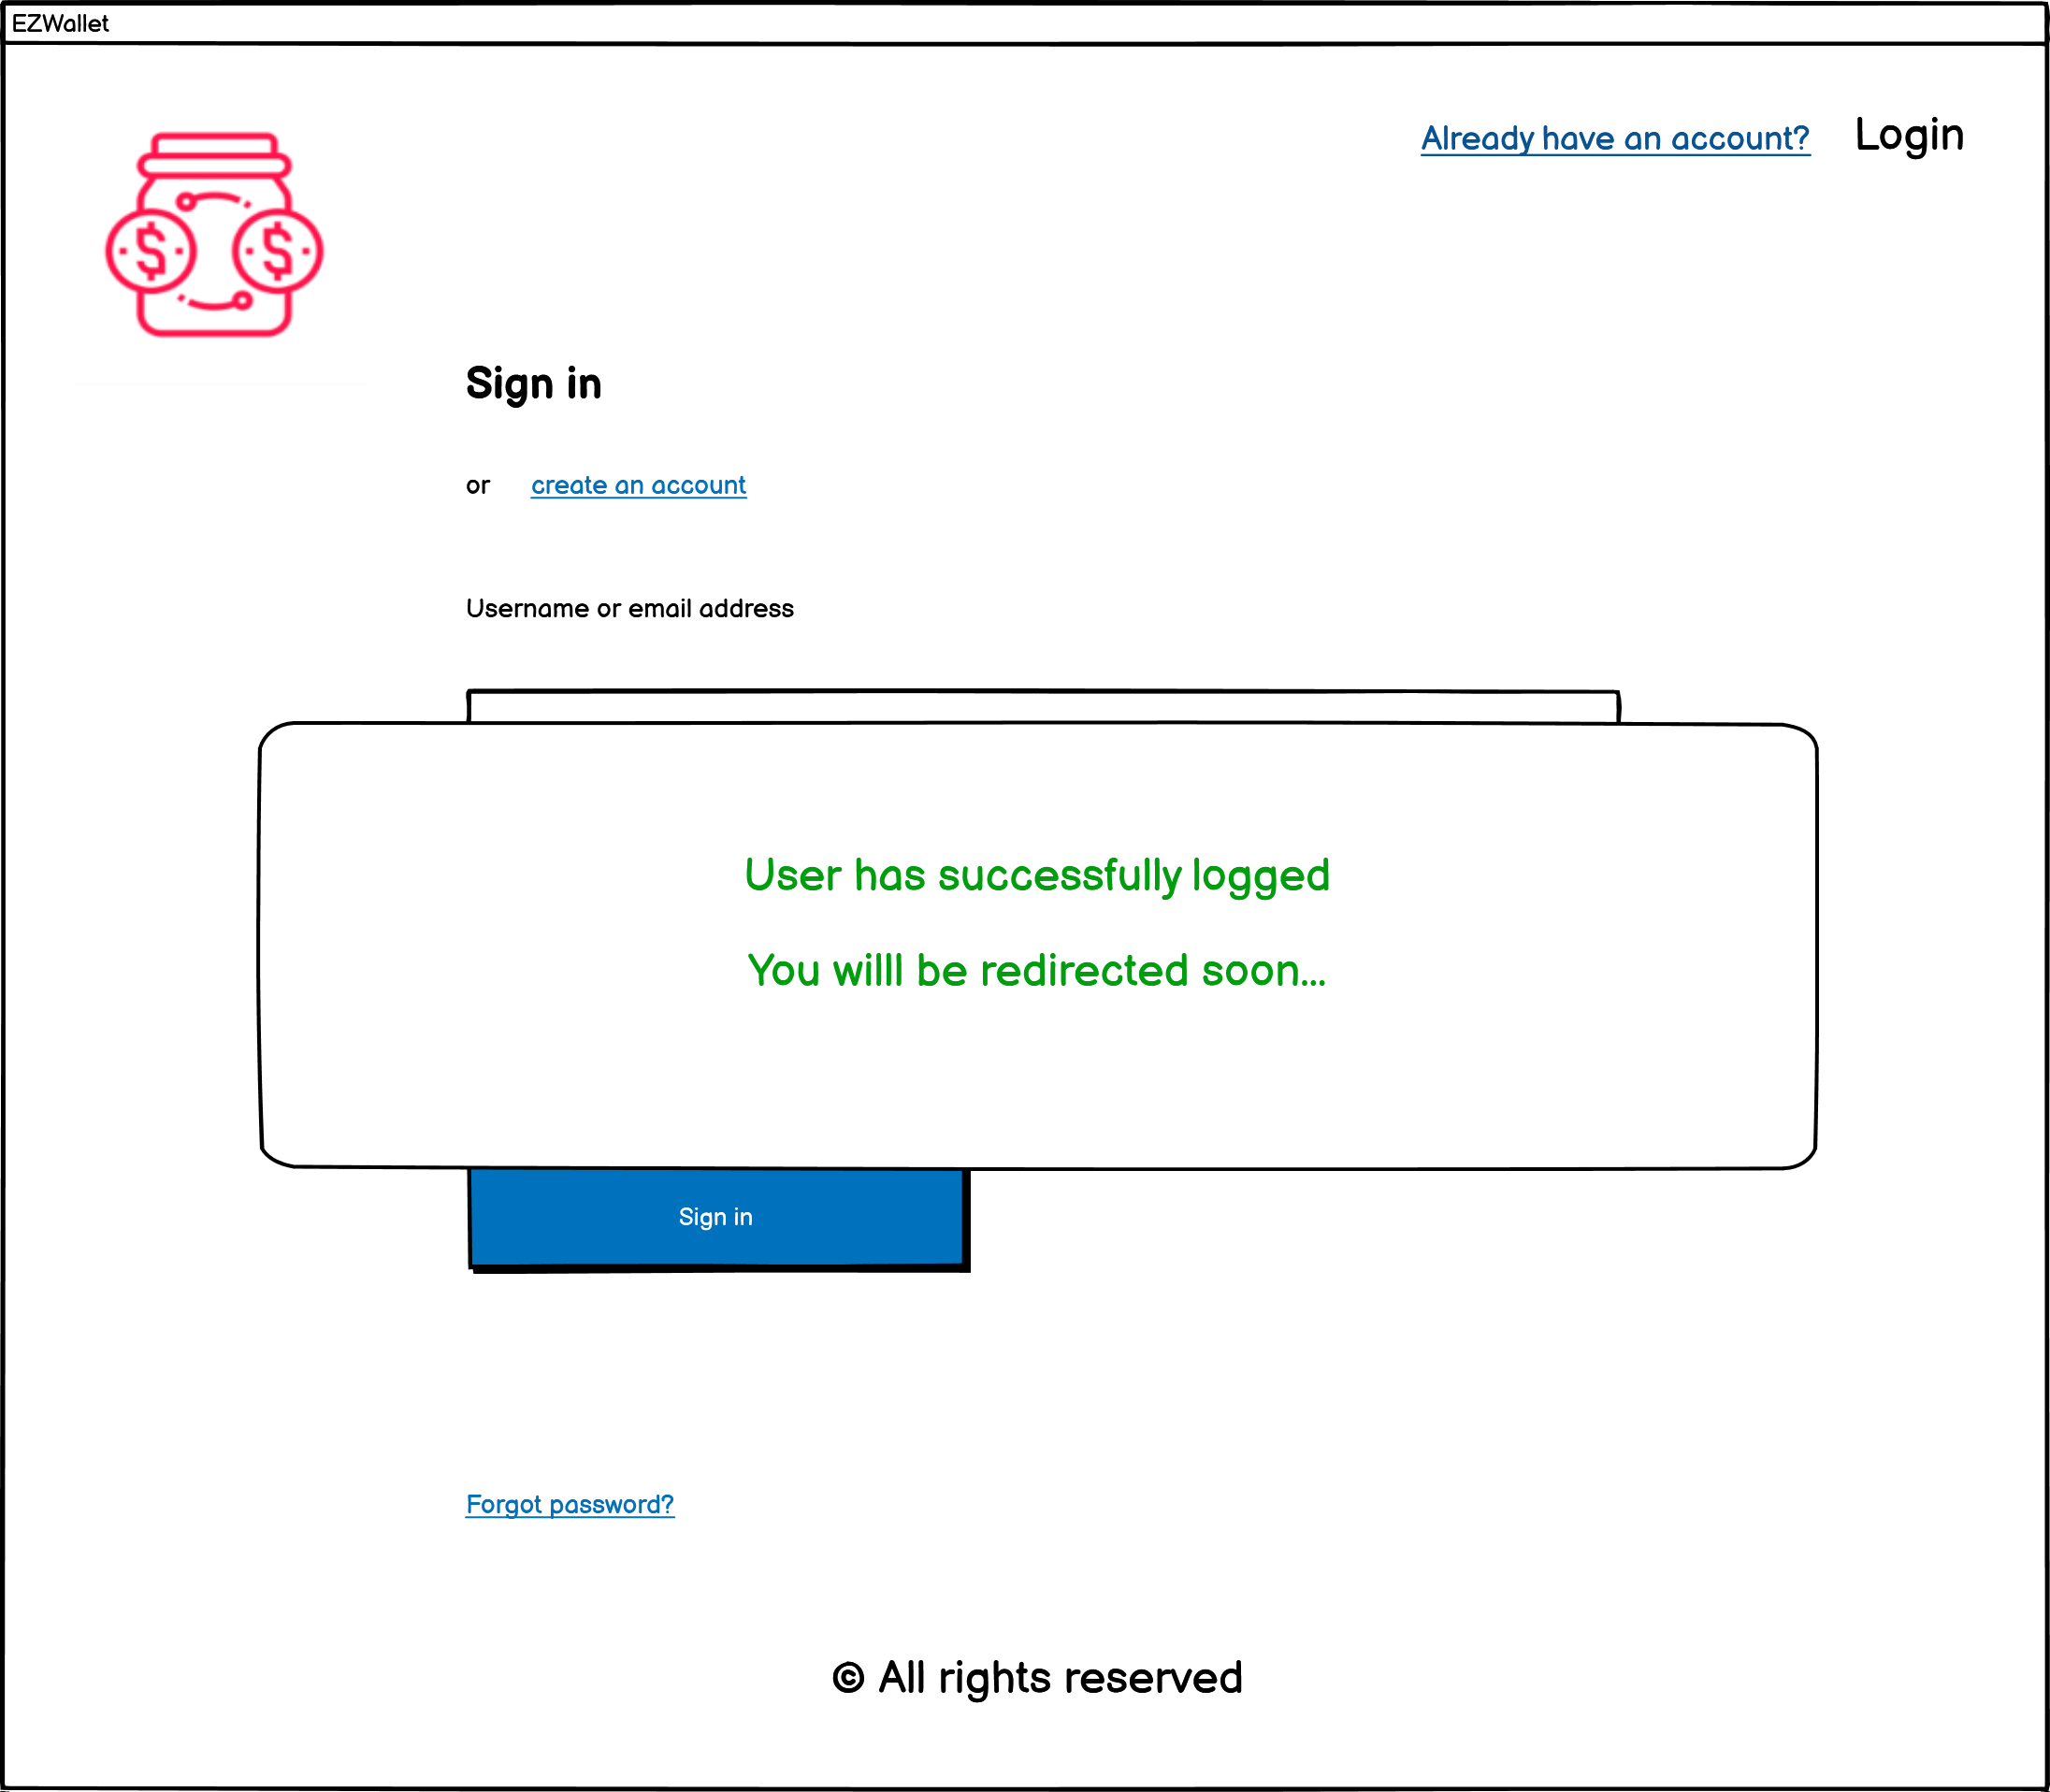 EZWallet
Already have an account? Login
Sign in
or create an account
Username or email address
User has successfully logged
You willl be redirected soon...
Sign in
Forgot password?
© All rights reserved